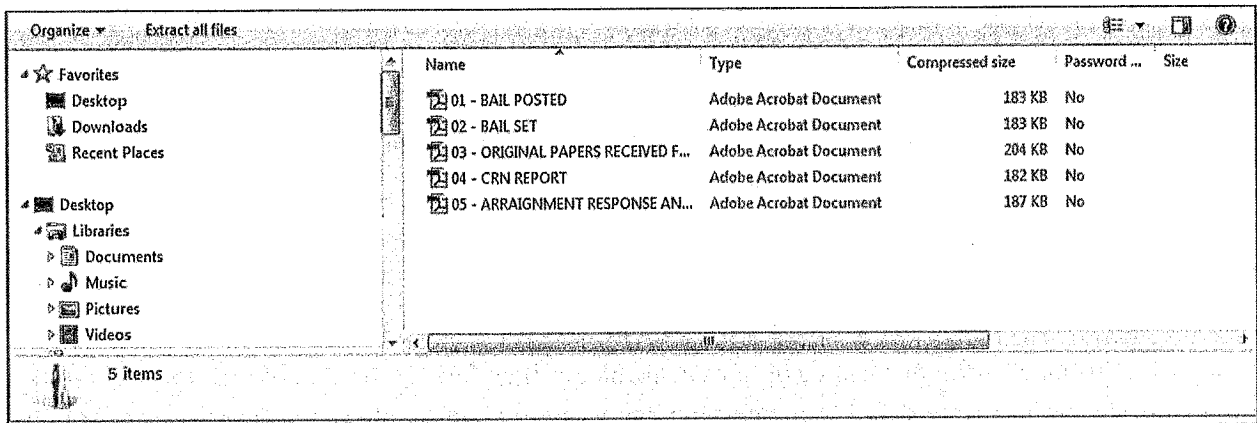 Organize Extract all files
Favorites
Desktop
Downloads
Recent Places
Desktop
Libraries
Documents
Music
Pictures
Videos
Name Type Compressed size Password ... Size
01 - BAIL POSTED Adobe Acrobat Document 183 KB No
02 - BAIL SET Adobe Acrobat Document 183 KB No
03 - ORIGINAL PAPERS RECEIVED F... Adobe Acrobat Document 204 KB No
04 - CRN REPORT Adobe Acrobat Document 182 KB No
05 - ARRAIGNMENT RESPONSE AN... Adobe Acrobat Document 187 KB No
5 items